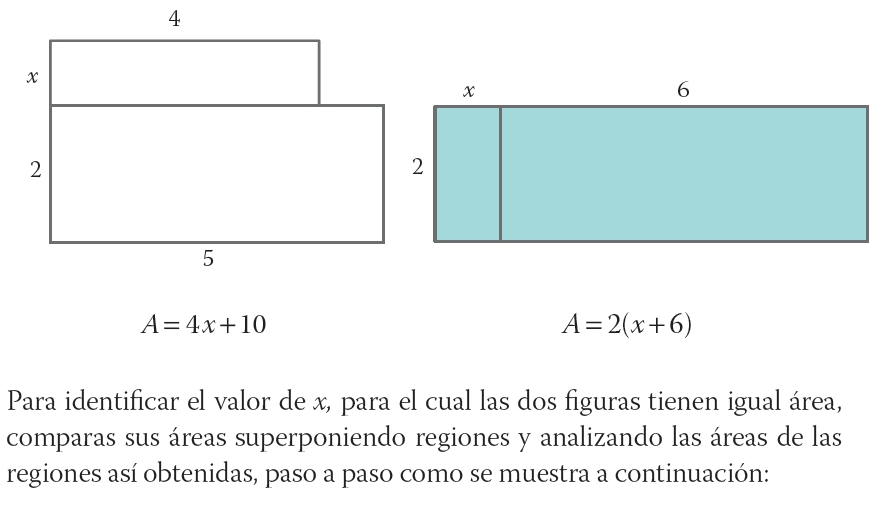 4
x
2
5
x 6
2
A = 4x + 10
A = 2(x + 6)
Para identificar el valor de x, para el cual las dos figuras tienen igual área,
comparas sus áreas superponiendo regiones y analizando las áreas de las
regiones así obtenidas, paso a paso como se muestra a continuación: